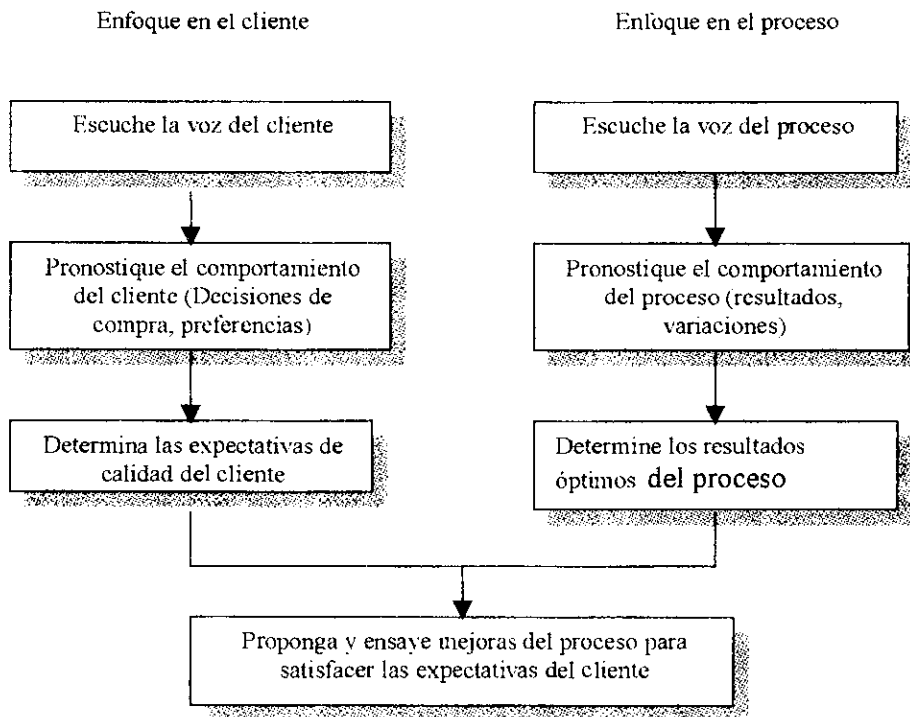 Enfoque en el cliente
Enfoque en el proceso
Escuche la voz del cliente
Escuche la voz del proceso
Pronostique el comportamiento
del cliente (Decisiones de
compra, preferencias)
Pronostique el comportamiento
del proceso (resultados,
variaciones)
Determina las expectativas de
calidad del cliente
Determine los resultados
óptimos del proceso
Proponga y ensaye mejoras del proceso para
satisfacer las expectativas del cliente